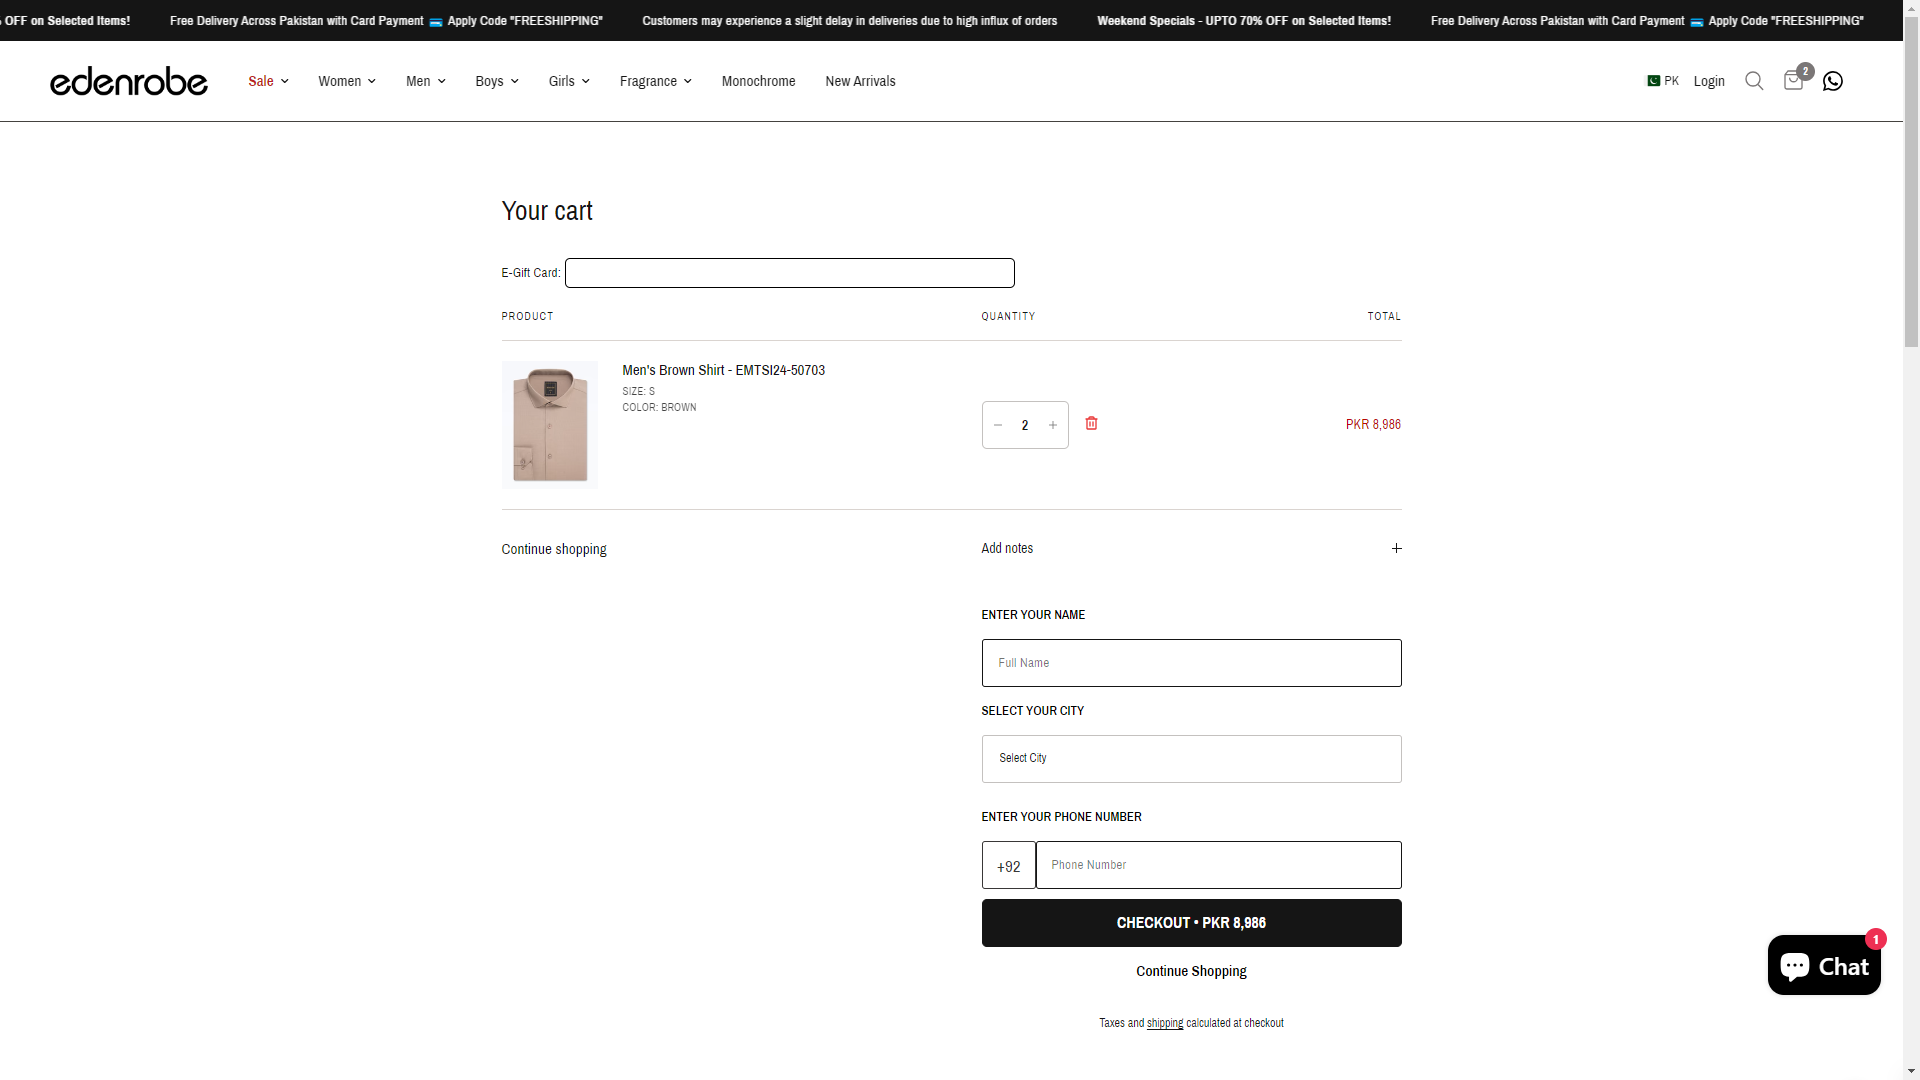 OFF on Selected Items! Free Delivery Across Pakistan with Card Payment 💳 Apply Code "FREESHIPPING" Customers may experience a slight delay in deliveries due to high influx of orders Weekend Specials - UPTO 70% OFF on Selected Items! Free Delivery Across Pakistan with Card Payment 💳 Apply Code "FREESHIPPING"
edenrobe Sale Women Men Boys Girls Fragrance Monochrome New Arrivals PK Login 2
Your cart
E-Gift Card:
PRODUCT QUANTITY TOTAL
Men's Brown Shirt - EMTSI24-50703
SIZE: S
COLOR: BROWN
2 PKR 8,986
Continue shopping Add notes
ENTER YOUR NAME
Full Name
SELECT YOUR CITY
Select City
ENTER YOUR PHONE NUMBER
+92 Phone Number
CHECKOUT • PKR 8,986
Continue Shopping
Taxes and shipping calculated at checkout
1
Chat